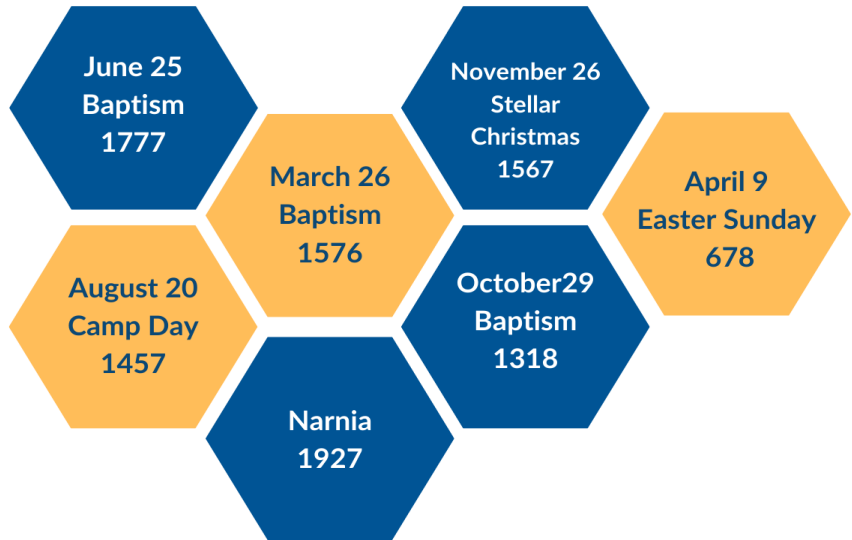 June 25
Baptism
1777
November 26
Stellar
Christmas
1567
March 26
Baptism
1576
April 9
Easter Sunday
678
August 20
Camp Day
1457
October29
Baptism
1318
Narnia
1927